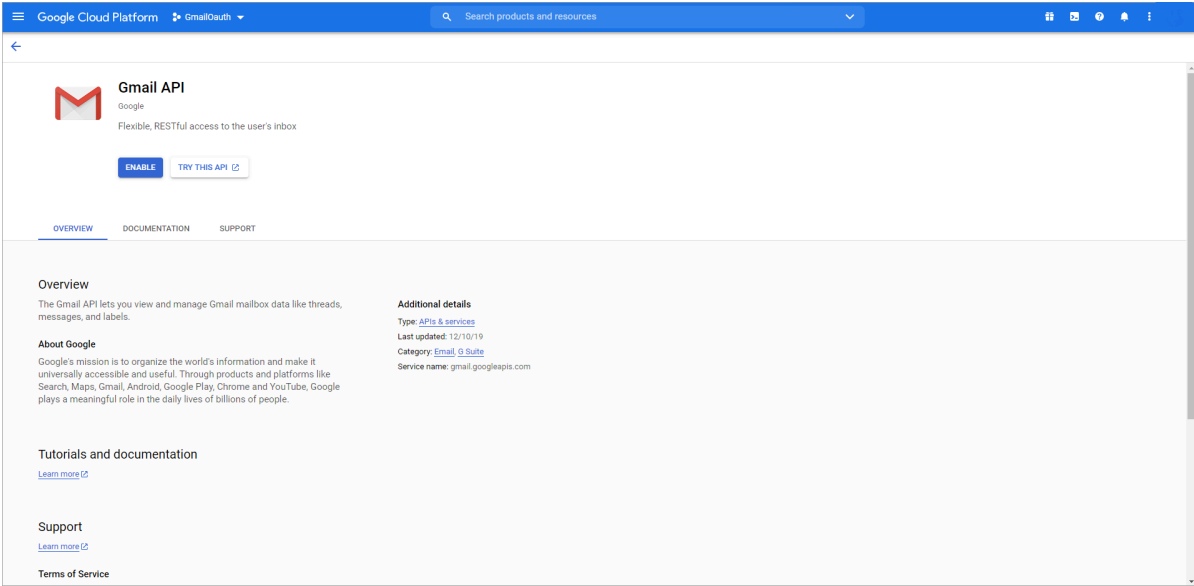 Google Cloud Platform GmailOauth Search products and resources
Gmail API
Google
Flexible, RESTful access to the user's inbox
ENABLE TRY THIS API
OVERVIEW DOCUMENTATION SUPPORT
Overview
The Gmail API lets you view and manage Gmail mailbox data like threads,
messages, and labels.
About Google
Google's mission is to organize the world's information and make it
universally accessible and useful. Through products and platforms like
Search, Maps, Gmail, Android, Google Play, Chrome and YouTube, Google
plays a meaningful role in the daily lives of billions of people.
Additional details
Type: APIs & services
Last updated: 12/10/19
Category: Email, G Suite
Service name: gmail.googleapis.com
Tutorials and documentation
Learn more
Support
Learn more
Terms of Service